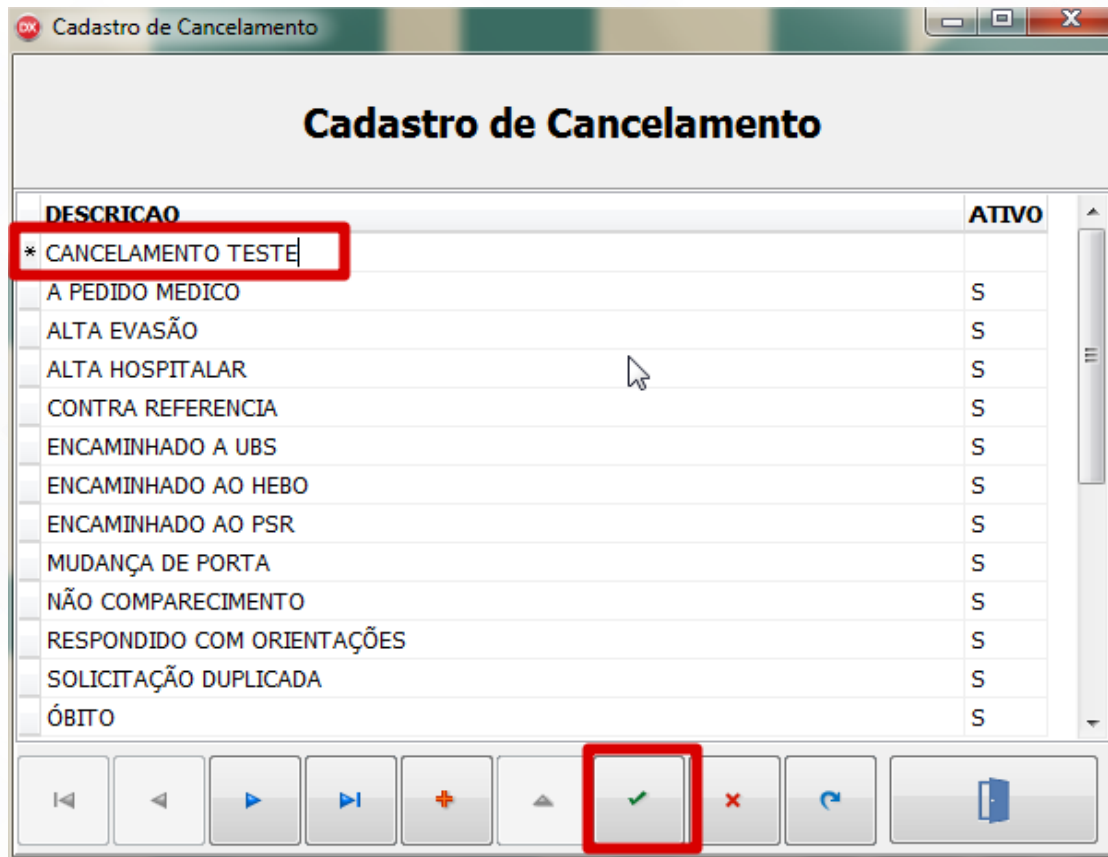 DX Cadastro de Cancelamento
Cadastro de Cancelamento
DESCRICAO ATIVO
* CANCELAMENTO TESTE
A PEDIDO MEDICO S
ALTA EVASÃO S
ALTA HOSPITALAR S
CONTRA REFERENCIA S
ENCAMINHADO A UBS S
ENCAMINHADO AO HEBO S
ENCAMINHADO AO PSR S
MUDANÇA DE PORTA S
NÃO COMPARECIMENTO S
RESPONDIDO COM ORIENTAÇÕES S
SOLICITAÇÃO DUPLICADA S
ÓBITO S